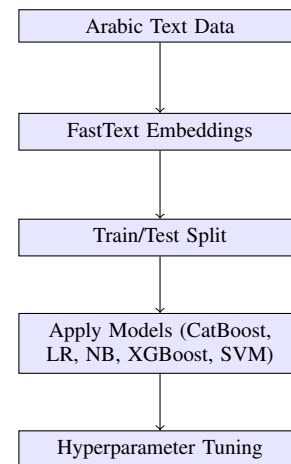 Arabic Text Data
FastText Embeddings
Train/Test Split
Apply Models (CatBoost,
LR, NB, XGBoost, SVM)
Hyperparameter Tuning